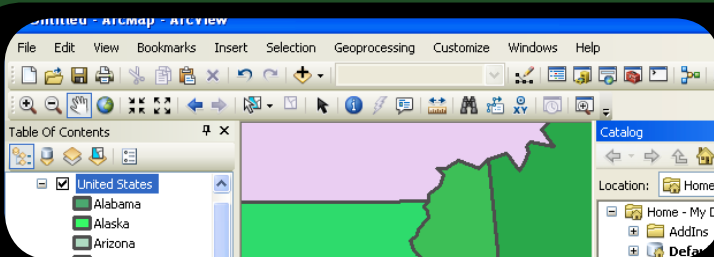 Untitled - ArcMap - ArcView
File Edit View Bookmarks Insert Selection Geoprocessing Customize Windows Help
Table Of Contents
Catalog
Location: Home
United States
Home - My D
Alabama
AddIns
Alaska
Defau
Arizona